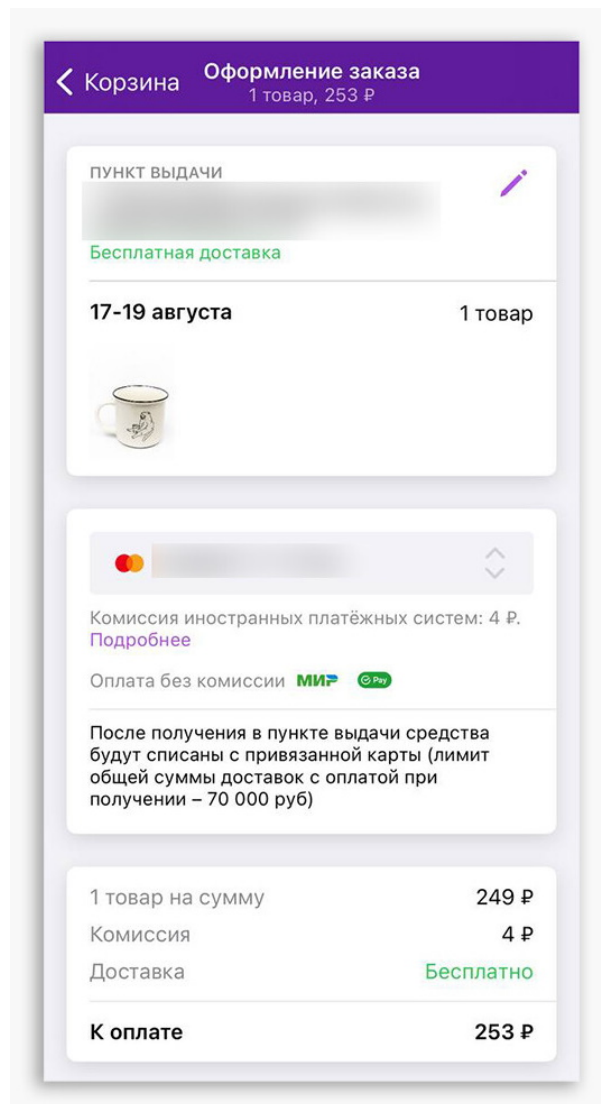 Корзина
Оформление заказа
1 товар, 253 ₽
ПУНКТ ВЫДАЧИ
Бесплатная доставка
17-19 августа 1 товар
Комиссия иностранных платёжных систем: 4 ₽.
Подробнее
Оплата без комиссии МИР Pay
После получения в пункте выдачи средства
будут списаны с привязанной карты (лимит
общей суммы доставок с оплатой при
получении – 70 000 руб)
1 товар на сумму 249 ₽
Комиссия 4 ₽
Доставка Бесплатно
К оплате 253 ₽